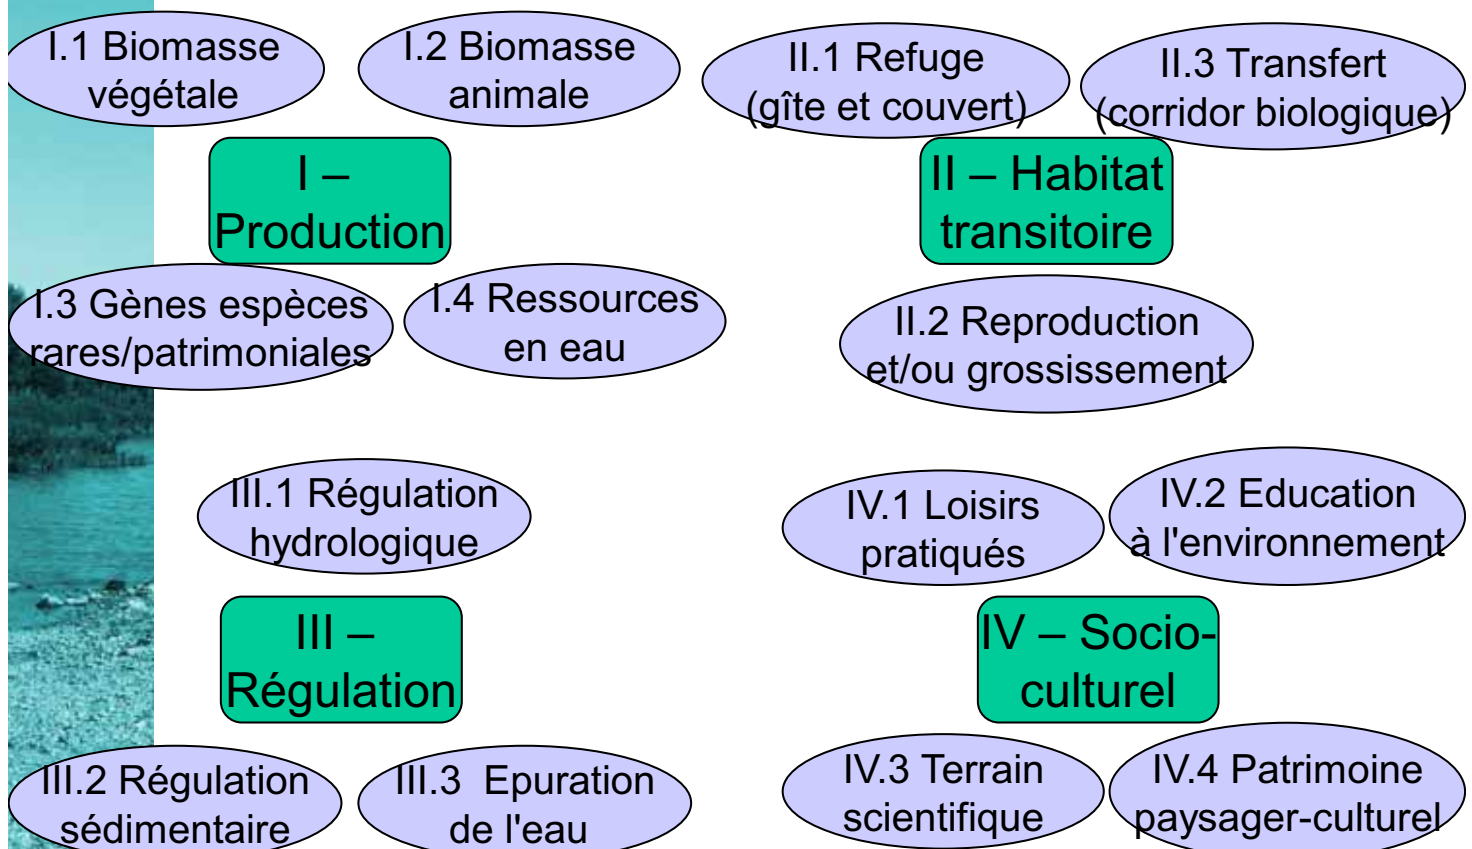 I.1 Biomasse
végétale
I.2 Biomasse
animale
II.1 Refuge
(gîte et couvert)
II.3 Transfert
(corridor biologique)
I –
Production
II – Habitat
transitoire
I.3 Gènes espèces
rares/patrimoniales
I.4 Ressources
en eau
II.2 Reproduction
et/ou grossissement
III.1 Régulation
hydrologique
IV.1 Loisirs
pratiqués
IV.2 Education
à l'environnement
III –
Régulation
IV – Socio-
culturel
III.2 Régulation
sédimentaire
III.3  Epuration
de l'eau
IV.3 Terrain
scientifique
IV.4 Patrimoine
paysager-culturel